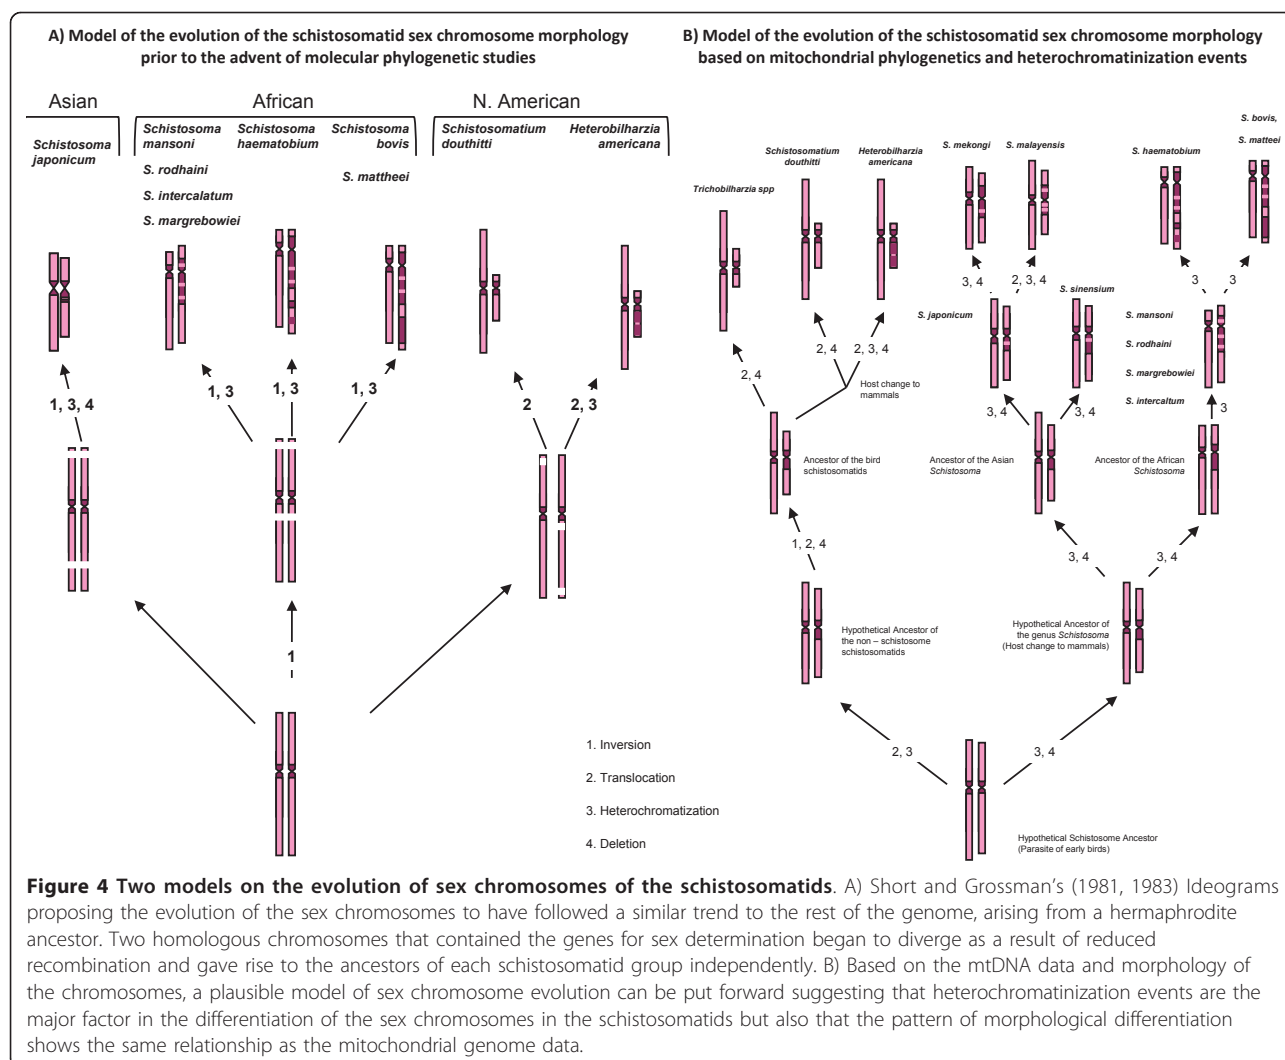 A) Model of the evolution of the schistosomatid sex chromosome morphology
prior to the advent of molecular phylogenetic studies
Asian
African
N. American
Schistosoma
japonicum
Schistosoma
mansoni
S. rodhaini
S. intercalatum
S. margrebowiei
Schistosoma
haematobium
Schistosoma
bovis
S. mattheei
Schistosomatium
douthitti
Heterobilharzia
americana
1, 3, 4
1, 3
1, 3
1, 3
2
2, 3
1
1. Inversion
2. Translocation
3. Heterochromatization
4. Deletion
B) Model of the evolution of the schistosomatid sex chromosome morphology
based on mitochondrial phylogenetics and heterochromatinization events
Trichobilharzia spp
Schistosomatium
douthitti
Heterobilharzia
americana
S. mekongi
S. malayensis
S. haematobium
S. bovis,
S. matteei
2, 4
2, 4
2, 3, 4
Host change to
mammals
3, 4
2, 3, 4
3
3
S. japonicum
S. sinensium
S. mansoni
S. rodhaini
S. margrebowiei
S. intercaltum
3, 4
3, 4
3
Ancestor of the bird
schistosomatids
Ancestor of the Asian
Schistosoma
Ancestor of the African
Schistosoma
1, 2, 4
3, 4
3, 4
Hypothetical Ancestor of
the non – schistosome
schistosomatids
Hypothetical Ancestor of
the genus Schistosoma
(Host change to mammals)
2, 3
3, 4
Hypothetical Schistosome Ancestor
(Parasite of early birds)
Figure 4 Two models on the evolution of sex chromosomes of the schistosomatids. A) Short and Grossman's (1981, 1983) Ideograms
proposing the evolution of the sex chromosomes to have followed a similar trend to the rest of the genome, arising from a hermaphrodite
ancestor. Two homologous chromosomes that contained the genes for sex determination began to diverge as a result of reduced
recombination and gave rise to the ancestors of each schistosomatid group independently. B) Based on the mtDNA data and morphology of
the chromosomes, a plausible model of sex chromosome evolution can be put forward suggesting that heterochromatinization events are the
major factor in the differentiation of the sex chromosomes in the schistosomatids but also that the pattern of morphological differentiation
shows the same relationship as the mitochondrial genome data.